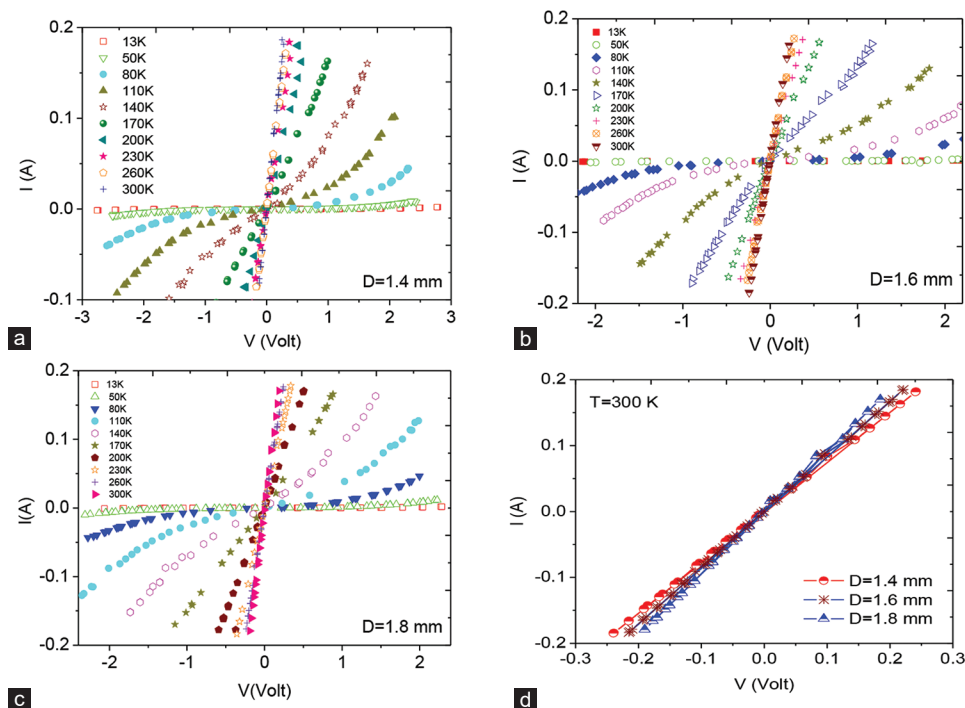 0.2
0.1
0.0
-0.1
-3
-2
-1
0
1
2
3
I (A)
V (Volt)
13K
50K
80K
110K
140K
170K
200K
230K
260K
300K
D=1.4 mm
a
0.2
0.0
-0.1
-0.2
-2
-1
0
1
2
I (A)
V (Volt)
13K
50K
80K
110K
140K
170K
200K
230K
260K
300K
D=1.6 mm
b
0.2
0.1
0.0
-0.1
-0.2
-2
-1
0
1
2
I(A)
V(Volt)
13K
50K
80K
110K
140K
170K
200K
230K
260K
300K
D=1.8 mm
c
0.2
0.1
0.0
-0.1
-0.2
-0.3
-0.2
-0.1
0.0
0.1
0.2
0.3
I (A)
V (Volt)
T=300 K
D=1.4 mm
D=1.6 mm
D=1.8 mm
d